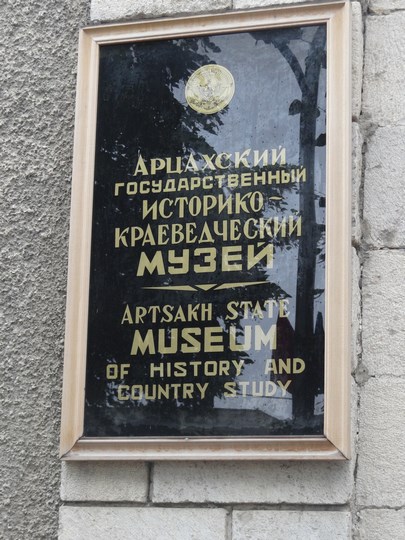 АРЦАХСКИЙ
ГОСУДАРСТВЕННЫЙ
ИСТОРИКО-
КРАЕВЕДЧЕСКИЙ
МУЗЕЙ
ARTSAKH STATE
MUSEUM
OF HISTORY AND
COUNTRY STUDY